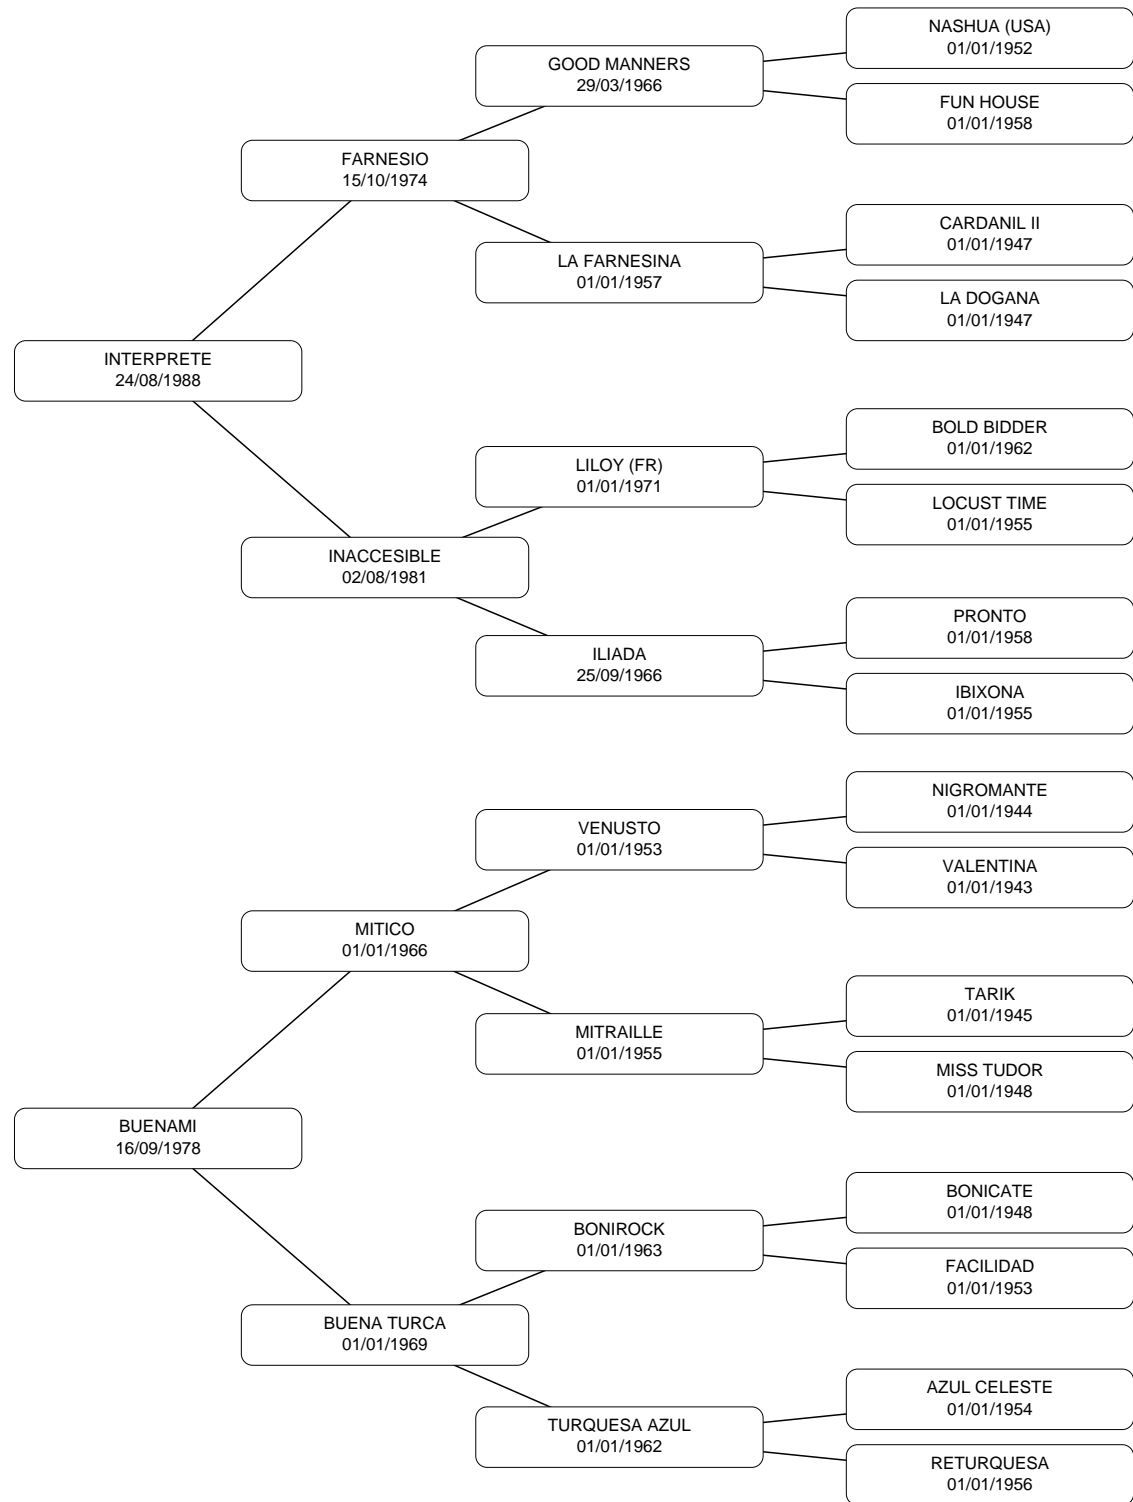 NASHUA (USA)
01/01/1952
GOOD MANNERS
29/03/1966
FUN HOUSE
01/01/1958
FARNESIO
15/10/1974
CARDANIL II
01/01/1947
LA FARNESINA
01/01/1957
LA DOGANA
01/01/1947
INTERPRETE
24/08/1988
BOLD BIDDER
01/01/1962
LILOY (FR)
01/01/1971
LOCUST TIME
01/01/1955
INACCESIBLE
02/08/1981
PRONTO
01/01/1958
ILIADA
25/09/1966
IBIXONA
01/01/1955
NIGROMANTE
01/01/1944
VENUSTO
01/01/1953
VALENTINA
01/01/1943
MITICO
01/01/1966
TARIK
01/01/1945
MITRAILLE
01/01/1955
MISS TUDOR
01/01/1948
BUENAMI
16/09/1978
BONICATE
01/01/1948
BONIROCK
01/01/1963
FACILIDAD
01/01/1953
BUENA TURCA
01/01/1969
AZUL CELESTE
01/01/1954
TURQUESA AZUL
01/01/1962
RETURQUESA
01/01/1956